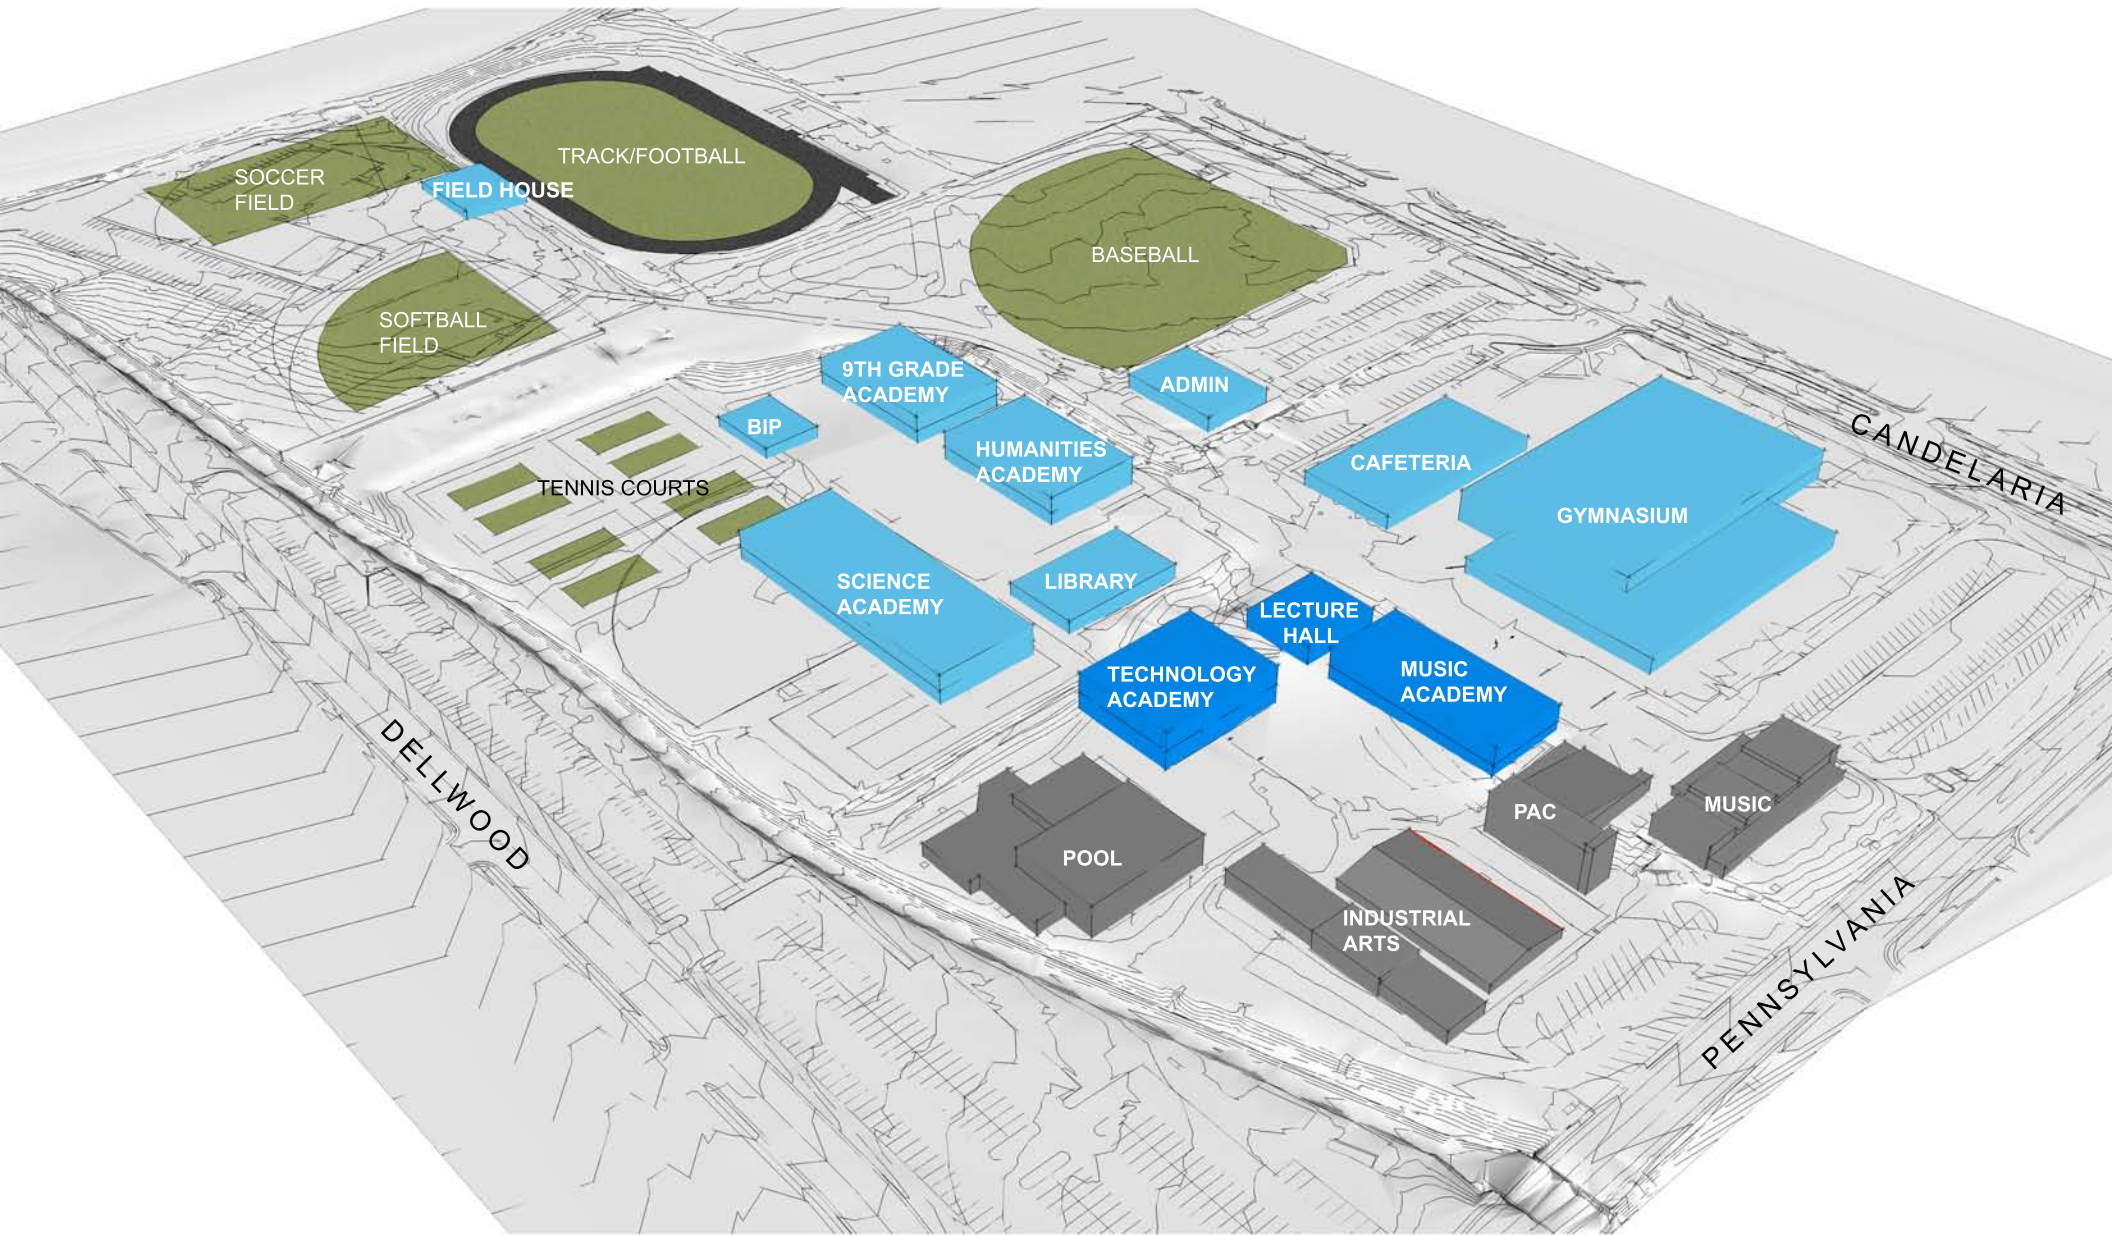 TRACK/FOOTBALL
SOCCER
FIELD
FIELD HOUSE
BASEBALL
SOFTBALL
FIELD
9TH GRADE
ACADEMY
ADMIN
BIP
HUMANITIES
ACADEMY
CAFETERIA
CANDELARIA
TENNIS COURTS
GYMNASIUM
SCIENCE
ACADEMY
LIBRARY
LECTURE
HALL
TECHNOLOGY
ACADEMY
MUSIC
ACADEMY
DELLWOOD
PAC
MUSIC
POOL
INDUSTRIAL
ARTS
PENNSYLVANIA